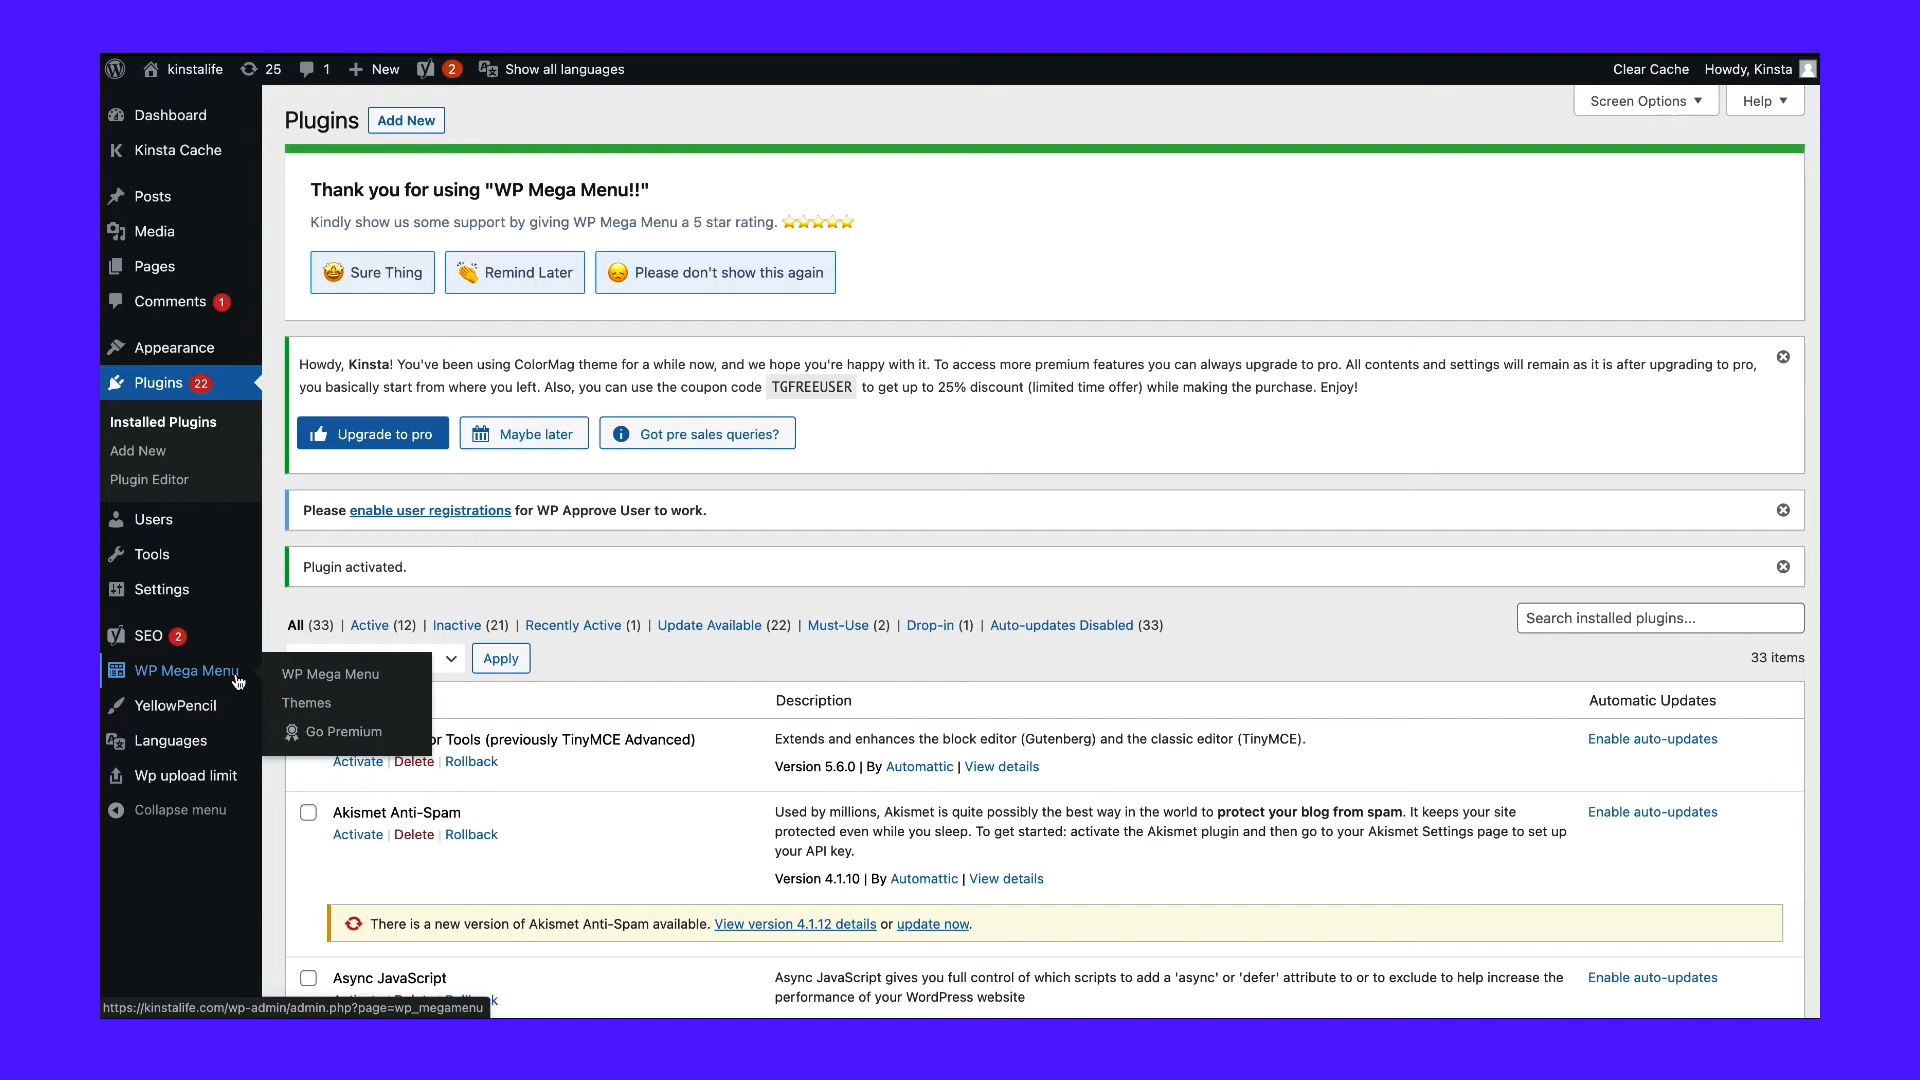 kinstalife 25 1 New 2 Show all languages Clear Cache Howdy, Kinsta
Dashboard
Kinsta Cache
Posts
Media
Pages
Comments 1
Appearance
Plugins 22
Installed Plugins
Add New
Plugin Editor
Users
Tools
Settings
SEO 2
WP Mega Menu
YellowPencil
Languages
Wp upload limit
Collapse menu
WP Mega Menu
Themes
Go Premium
Screen Options ▼ Help ▼
Plugins Add New
Thank you for using "WP Mega Menu!!"
Kindly show us some support by giving WP Mega Menu a 5 star rating. ⭐⭐⭐⭐⭐
Sure Thing Remind Later Please don't show this again
Howdy, Kinsta! You've been using ColorMag theme for a while now, and we hope you're happy with it. To access more premium features you can always upgrade to pro. All contents and settings will remain as it is after upgrading to pro,
you basically start from where you left. Also, you can use the coupon code TGFREEUSER to get up to 25% discount (limited time offer) while making the purchase. Enjoy!
Upgrade to pro Maybe later Got pre sales queries?
Please enable user registrations for WP Approve User to work.
Plugin activated.
All (33) | Active (12) | Inactive (21) | Recently Active (1) | Update Available (22) | Must-Use (2) | Drop-in (1) | Auto-updates Disabled (33)
Search installed plugins...
Apply
33 items
Description Automatic Updates
or Tools (previously TinyMCE Advanced)
Activate | Delete | Rollback
Extends and enhances the block editor (Gutenberg) and the classic editor (TinyMCE).
Version 5.6.0 | By Automattic | View details
Enable auto-updates
Akismet Anti-Spam
Activate | Delete | Rollback
Used by millions, Akismet is quite possibly the best way in the world to protect your blog from spam. It keeps your site
protected even while you sleep. To get started: activate the Akismet plugin and then go to your Akismet Settings page to set up
your API key.
Version 4.1.10 | By Automattic | View details
Enable auto-updates
There is a new version of Akismet Anti-Spam available. View version 4.1.12 details or update now.
Async JavaScript
Async JavaScript gives you full control of which scripts to add a 'async' or 'defer' attribute to or to exclude to help increase the
performance of your WordPress website
Enable auto-updates
https://kinstalife.com/wp-admin/admin.php?page=wp_megamenu